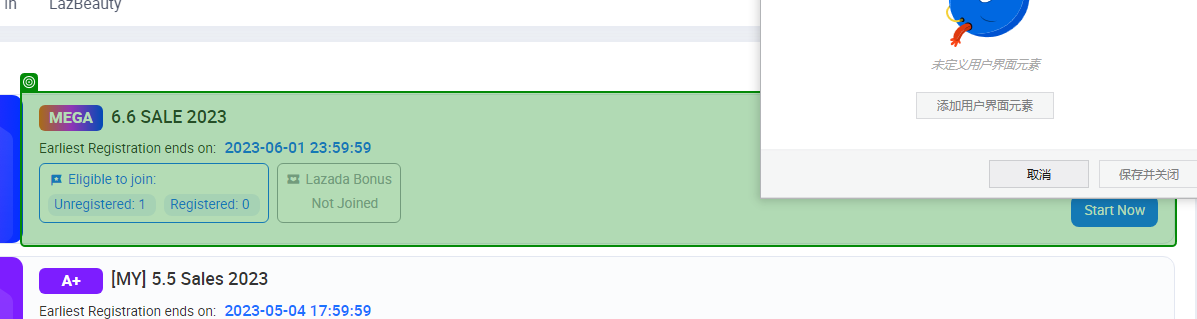 In
LazBeauty
未定义用户界面元素
添加用户界面元素
取消
保存并关闭
MEGA 6.6 SALE 2023
Earliest Registration ends on: 2023-06-01 23:59:59
Eligible to join:
Unregistered: 1 Registered: 0
Lazada Bonus
Not Joined
Start Now
A+ [MY] 5.5 Sales 2023
Earliest Registration ends on: 2023-05-04 17:59:59